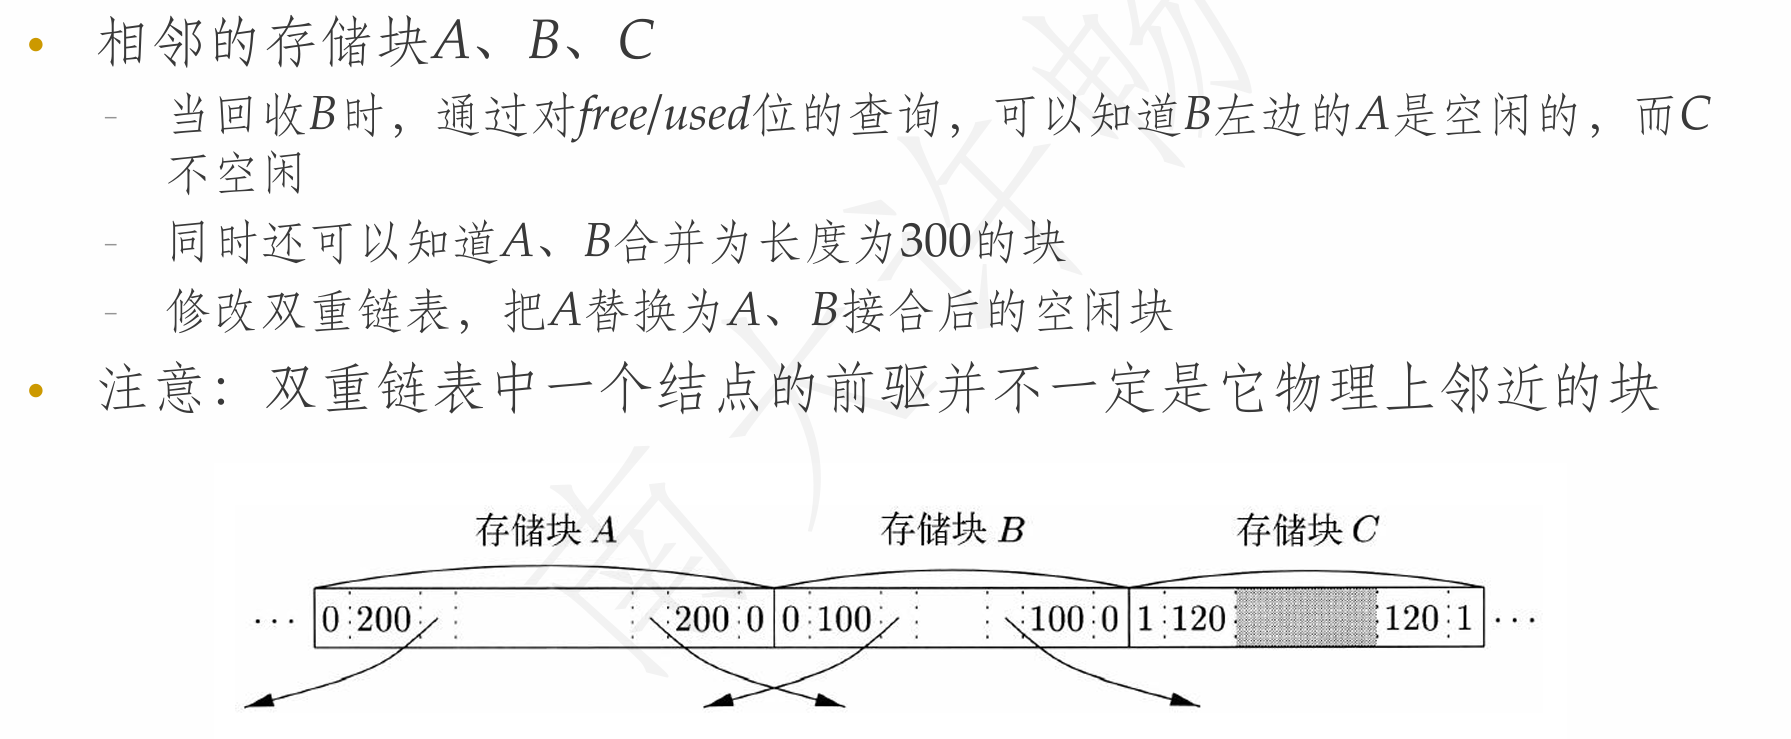 • 相邻的存储块A、B、C
- 当回收B时，通过对free/used位的查询，可以知道B左边的A是空闲的，而C
不空闲
- 同时还可以知道A、B合并为长度为300的块
- 修改双重链表，把A替换为A、B接合后的空闲块
• 注意：双重链表中一个结点的前驱并不一定是它物理上邻近的块
南大许畅
存储块 A 存储块 B 存储块 C
··· 0 200 200 0 0 100 100 0 1 120 120 1 ···